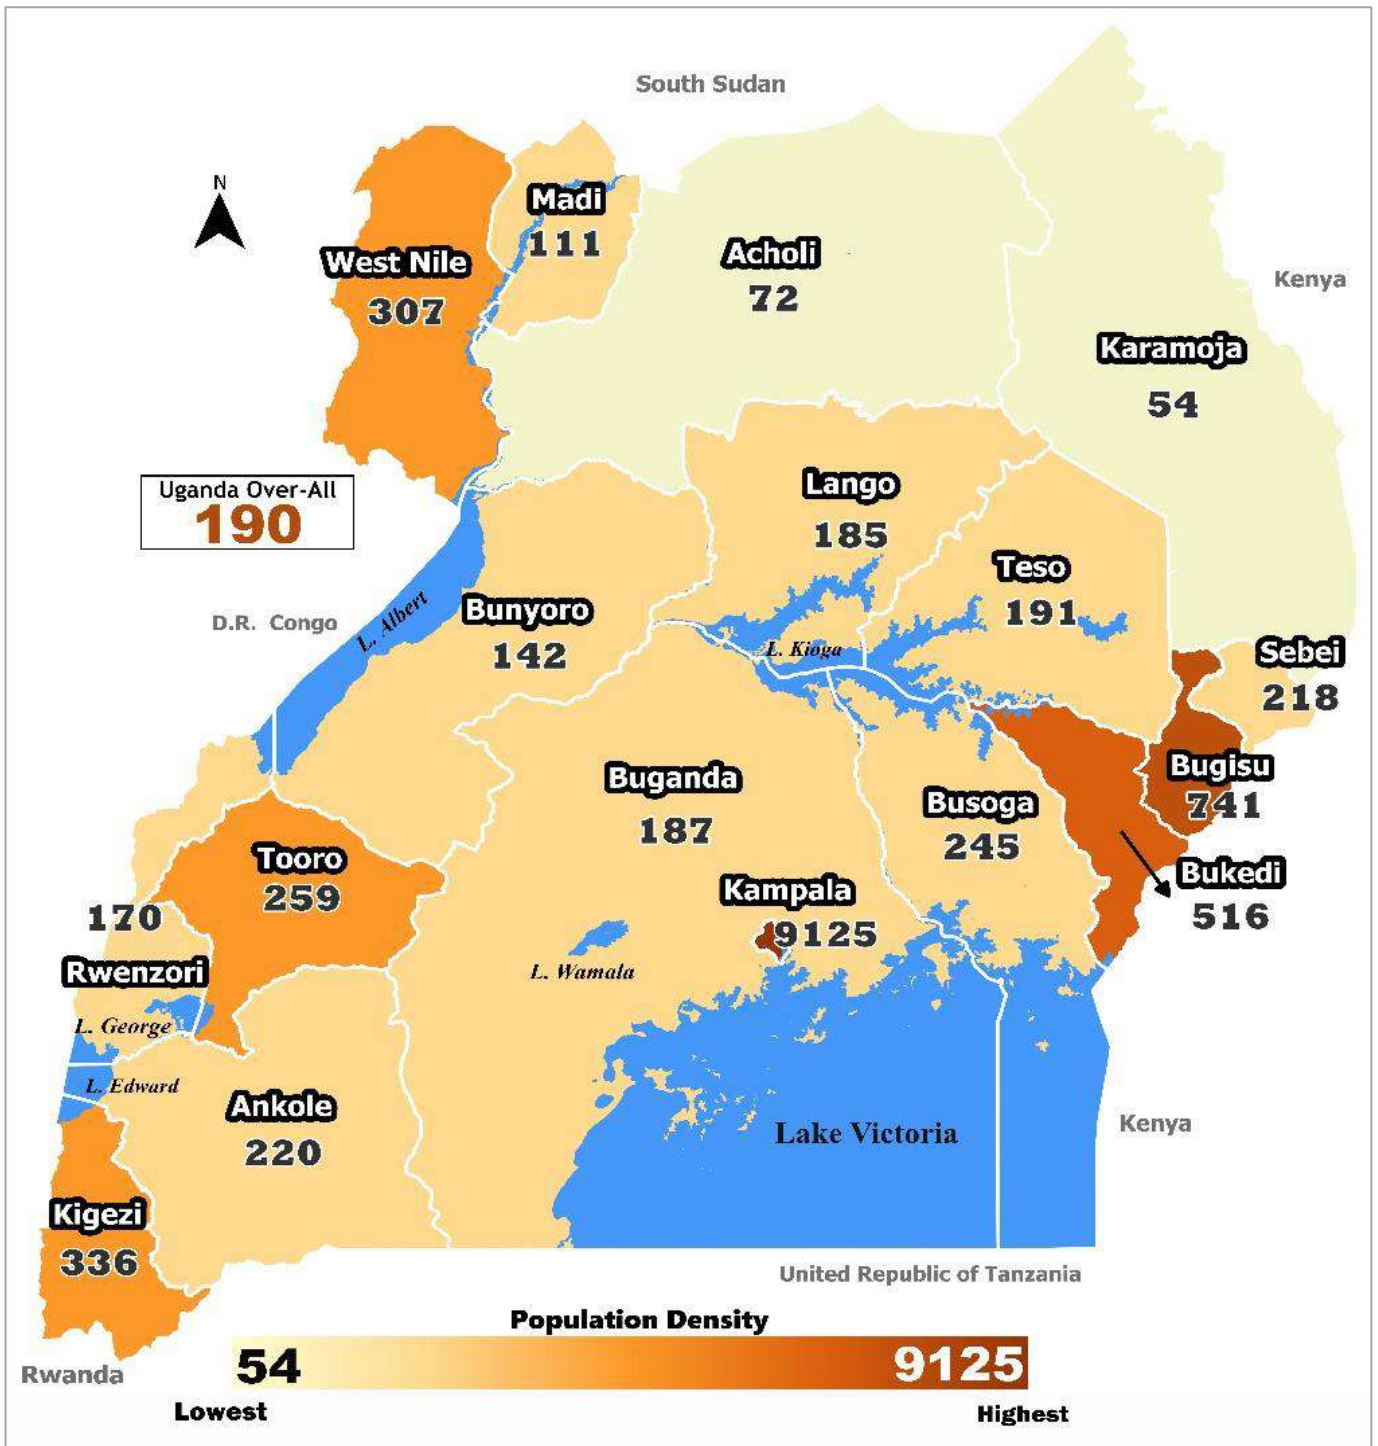 South Sudan
N
Madi
111
West Nile
307
Acholi
72
Kenya
Karamoja
54
Uganda Over-All
190
Lango
185
Teso
191
D.R. Congo
L. Albert
Bunyoro
142
L. Kioga
Sebei
218
Buganda
187
Busoga
245
Bugisu
741
Tooro
259
Bukedi
516
Kampala
9125
170
Rwenzori
L. Wamala
L. George
L. Edward
Ankole
220
Lake Victoria
Kenya
Kigezi
336
United Republic of Tanzania
Population Density
54
9125
Rwanda
Lowest
Highest